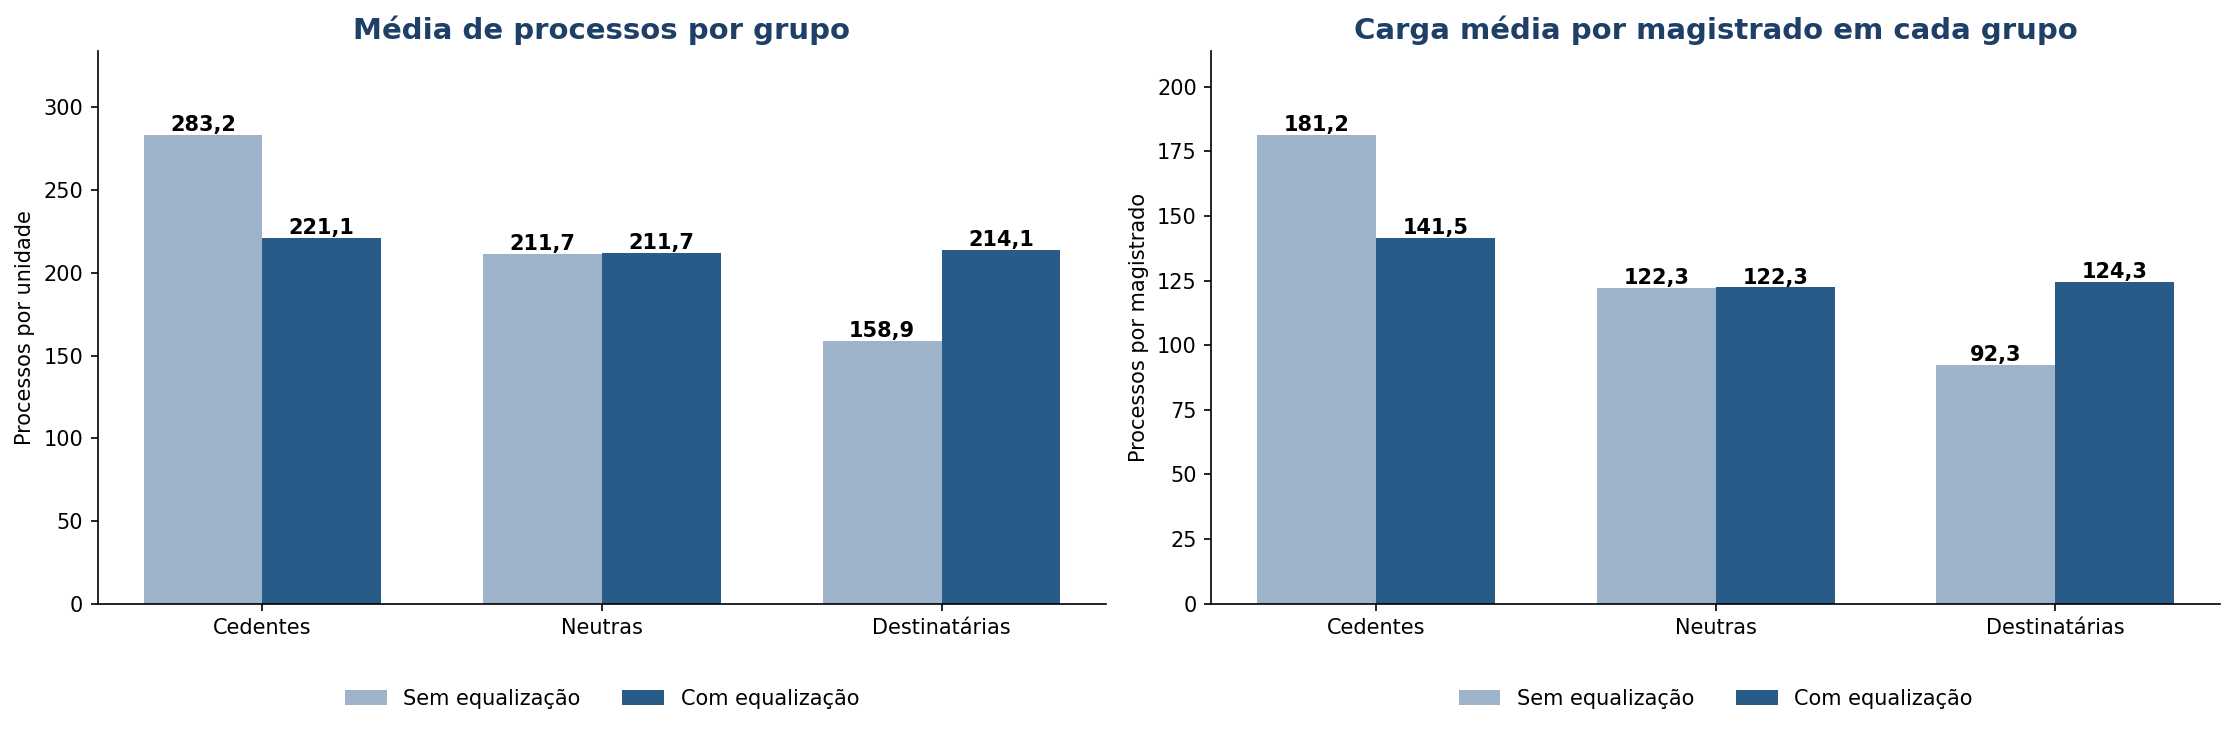 Média de processos por grupo
Processos por unidade
300
250
200
150
100
50
0
283,2
221,1
211,7
211,7
158,9
214,1
Cedentes
Neutras
Destinatárias
Sem equalização
Com equalização
Carga média por magistrado em cada grupo
Processos por magistrado
200
175
150
125
100
75
50
25
0
181,2
141,5
122,3
122,3
92,3
124,3
Cedentes
Neutras
Destinatárias
Sem equalização
Com equalização